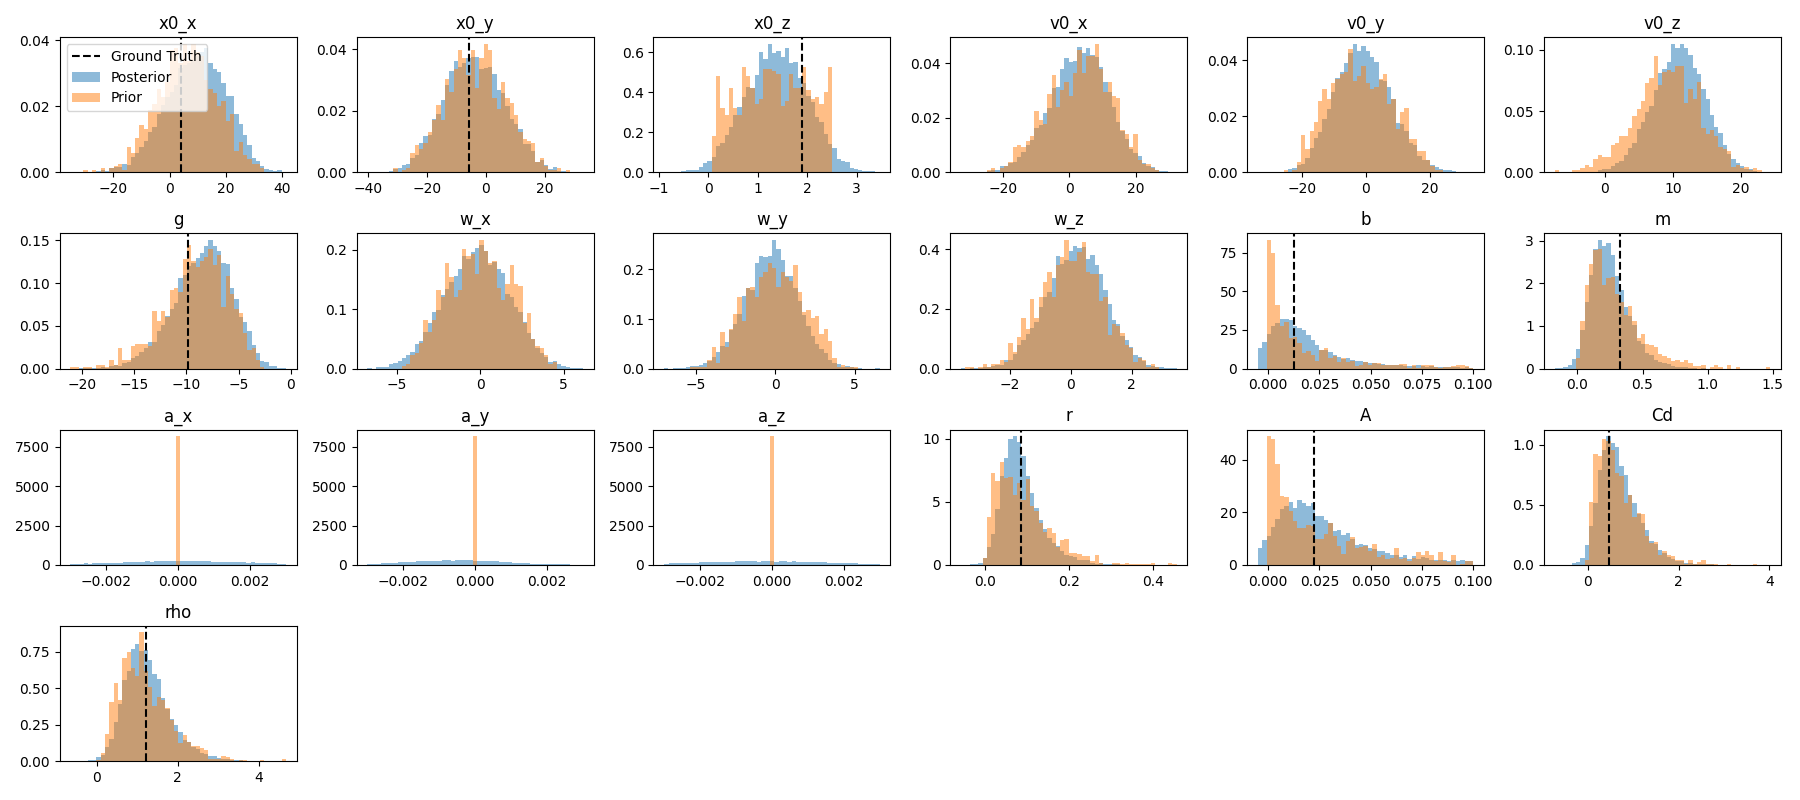 x0_x x0_y x0_z v0_x v0_y v0_z
Ground Truth
Posterior
Prior
0.04
0.02
0.00
−20 0 20 40
0.04
0.02
0.00
−40 −20 0 20
0.6
0.4
0.2
0.0
−1 0 1 2 3
0.04
0.02
0.00
−20 0 20
0.04
0.02
0.00
−20 0 20
0.10
0.05
0.00
0 10 20
g w_x w_y w_z b m
0.15
0.10
0.05
0.00
−20 −15 −10 −5 0
0.2
0.1
0.0
−5 0 5
0.2
0.1
0.0
−5 0 5
0.4
0.2
0.0
−2 0 2
75
50
25
0
0.000 0.025 0.050 0.075 0.100
3
2
1
0
0.0 0.5 1.0 1.5
a_x a_y a_z r A Cd
7500
5000
2500
0
−0.002 0.000 0.002
7500
5000
2500
0
−0.002 0.000 0.002
7500
5000
2500
0
−0.002 0.000 0.002
10
5
0
0.0 0.2 0.4
40
20
0
0.000 0.025 0.050 0.075 0.100
1.0
0.5
0.0
0 2 4
rho
0.75
0.50
0.25
0.00
0 2 4